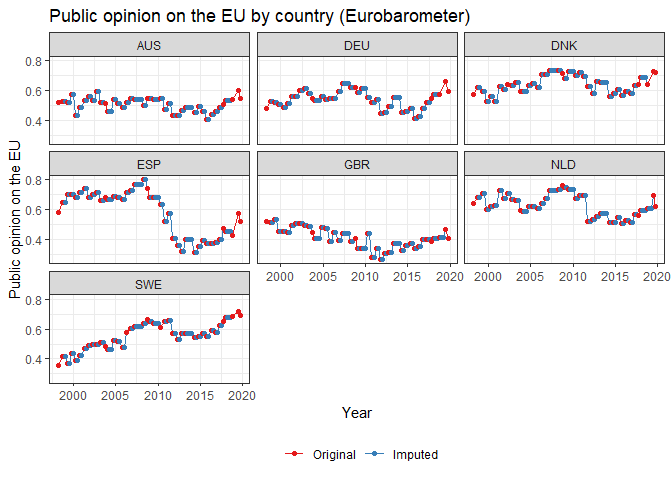 Public opinion on the EU by country (Eurobarometer)
AUS DEU DNK
0.8
0.6
0.4
ESP GBR NLD
0.8
0.6
0.4
2000 2005 2010 2015 2020 2000 2005 2010 2015 2020
SWE
0.8
0.6
0.4
2000 2005 2010 2015 2020
Public opinion on the EU
Year
Original Imputed